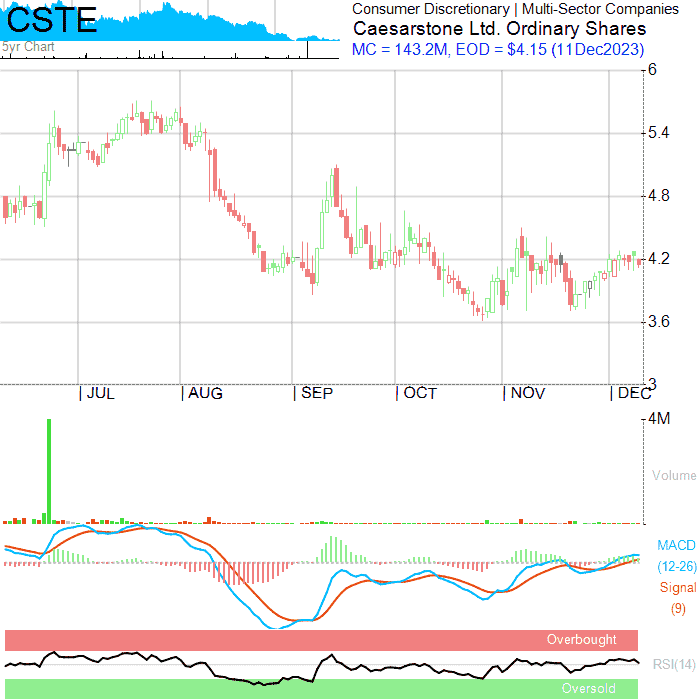 CSTE
Consumer Discretionary | Multi-Sector Companies
Caesarstone Ltd. Ordinary Shares
5yr Chart
MC = 143.2M, EOD = $4.15 (11Dec2023)
6
5.4
4.8
4.2
3.6
3
| JUL | AUG | SEP | OCT | NOV | DEC
4M
Volume
MACD
(12-26)
Signal
(9)
Overbought
RSI(14)
Oversold